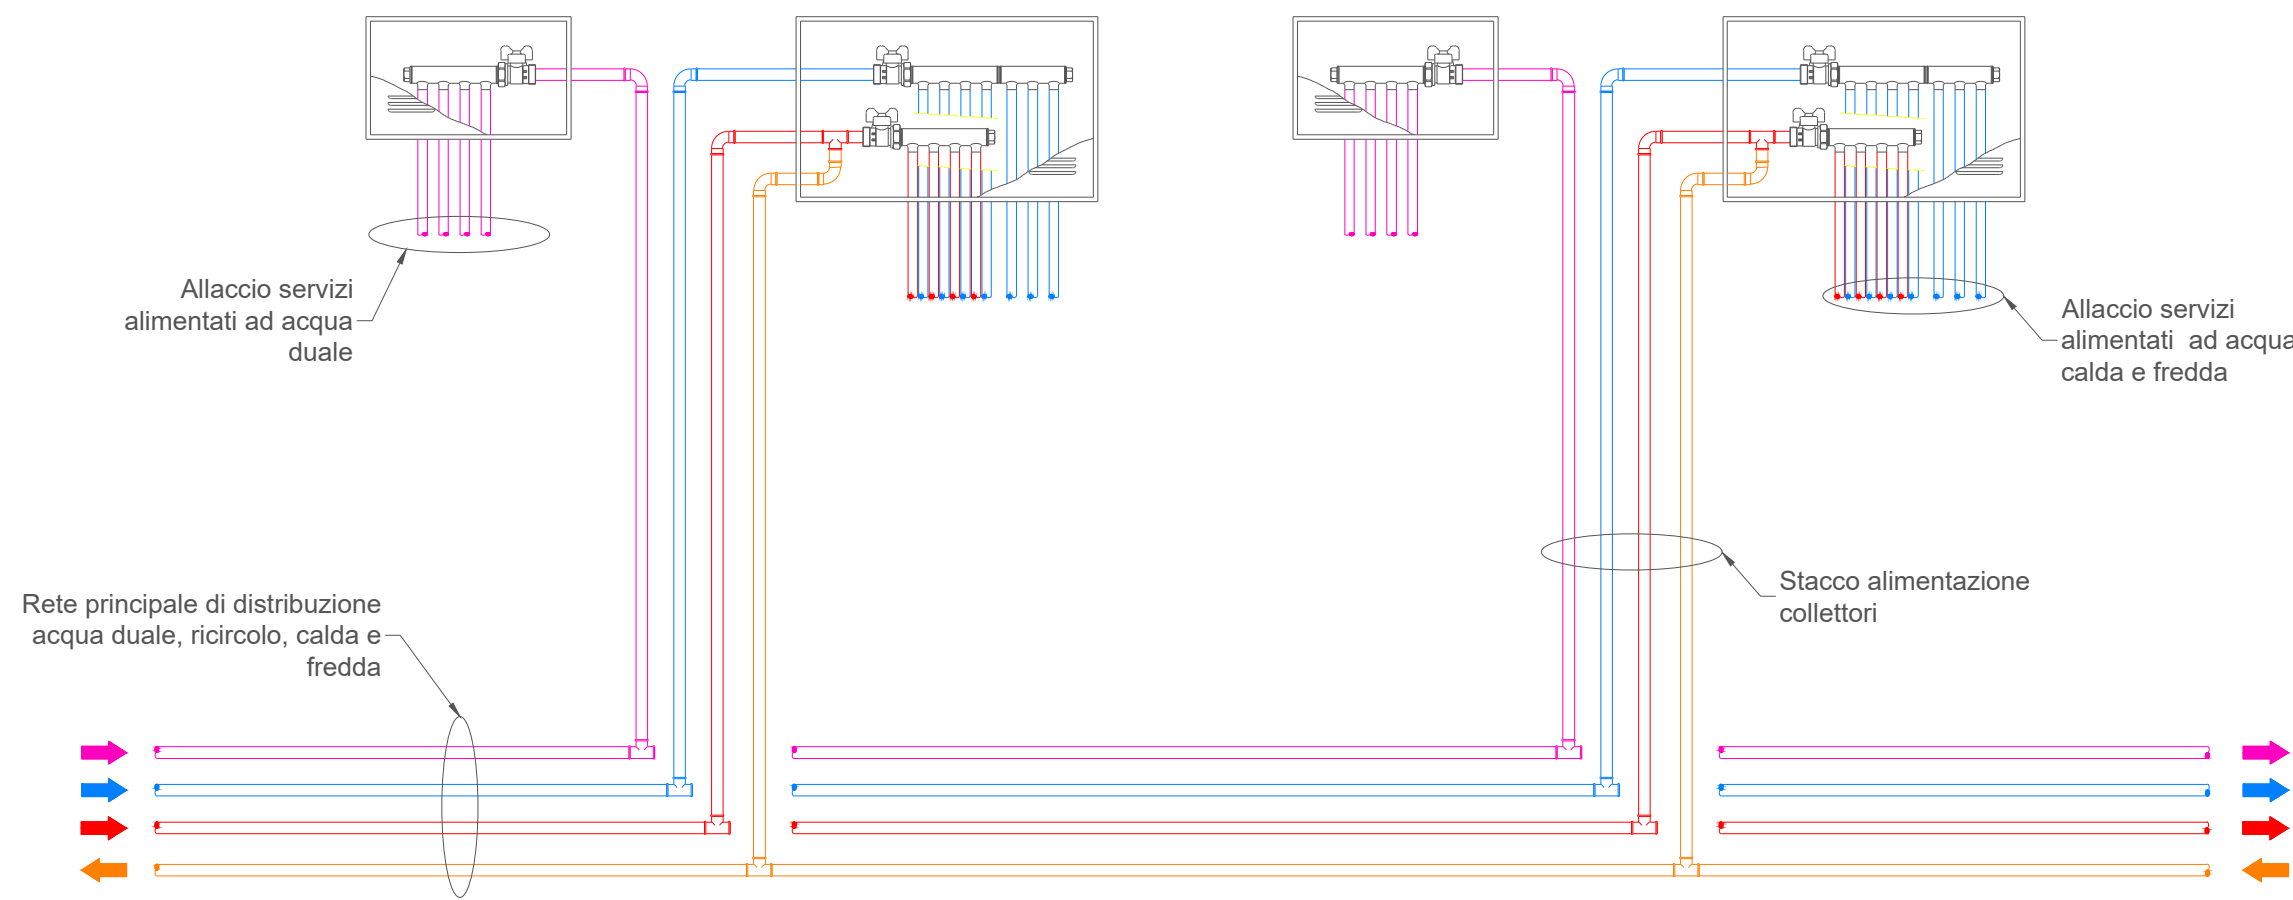 Allaccio servizi
alimentati ad acqua
duale
Allaccio servizi
alimentati  ad acqua
calda e fredda
Rete principale di distribuzione
acqua duale, ricircolo, calda e
fredda
Stacco alimentazione
collettori